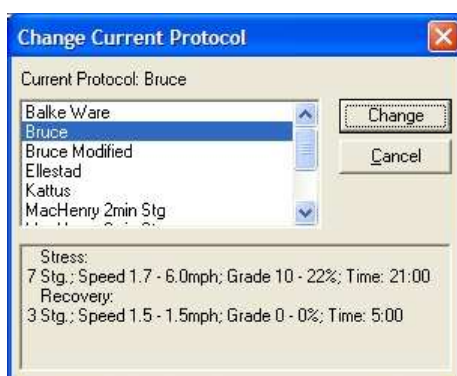 Change Current Protocol
Current Protocol: Bruce
Balke Ware
Bruce
Bruce Modified
Ellestad
Kattus
MacHenry 2min Stg
Change
Cancel
Stress:
7 Stg.; Speed 1.7 - 6.0mph; Grade 10 - 22%; Time: 21:00
Recovery:
3 Stg.; Speed 1.5 - 1.5mph; Grade 0 - 0%; Time: 5:00